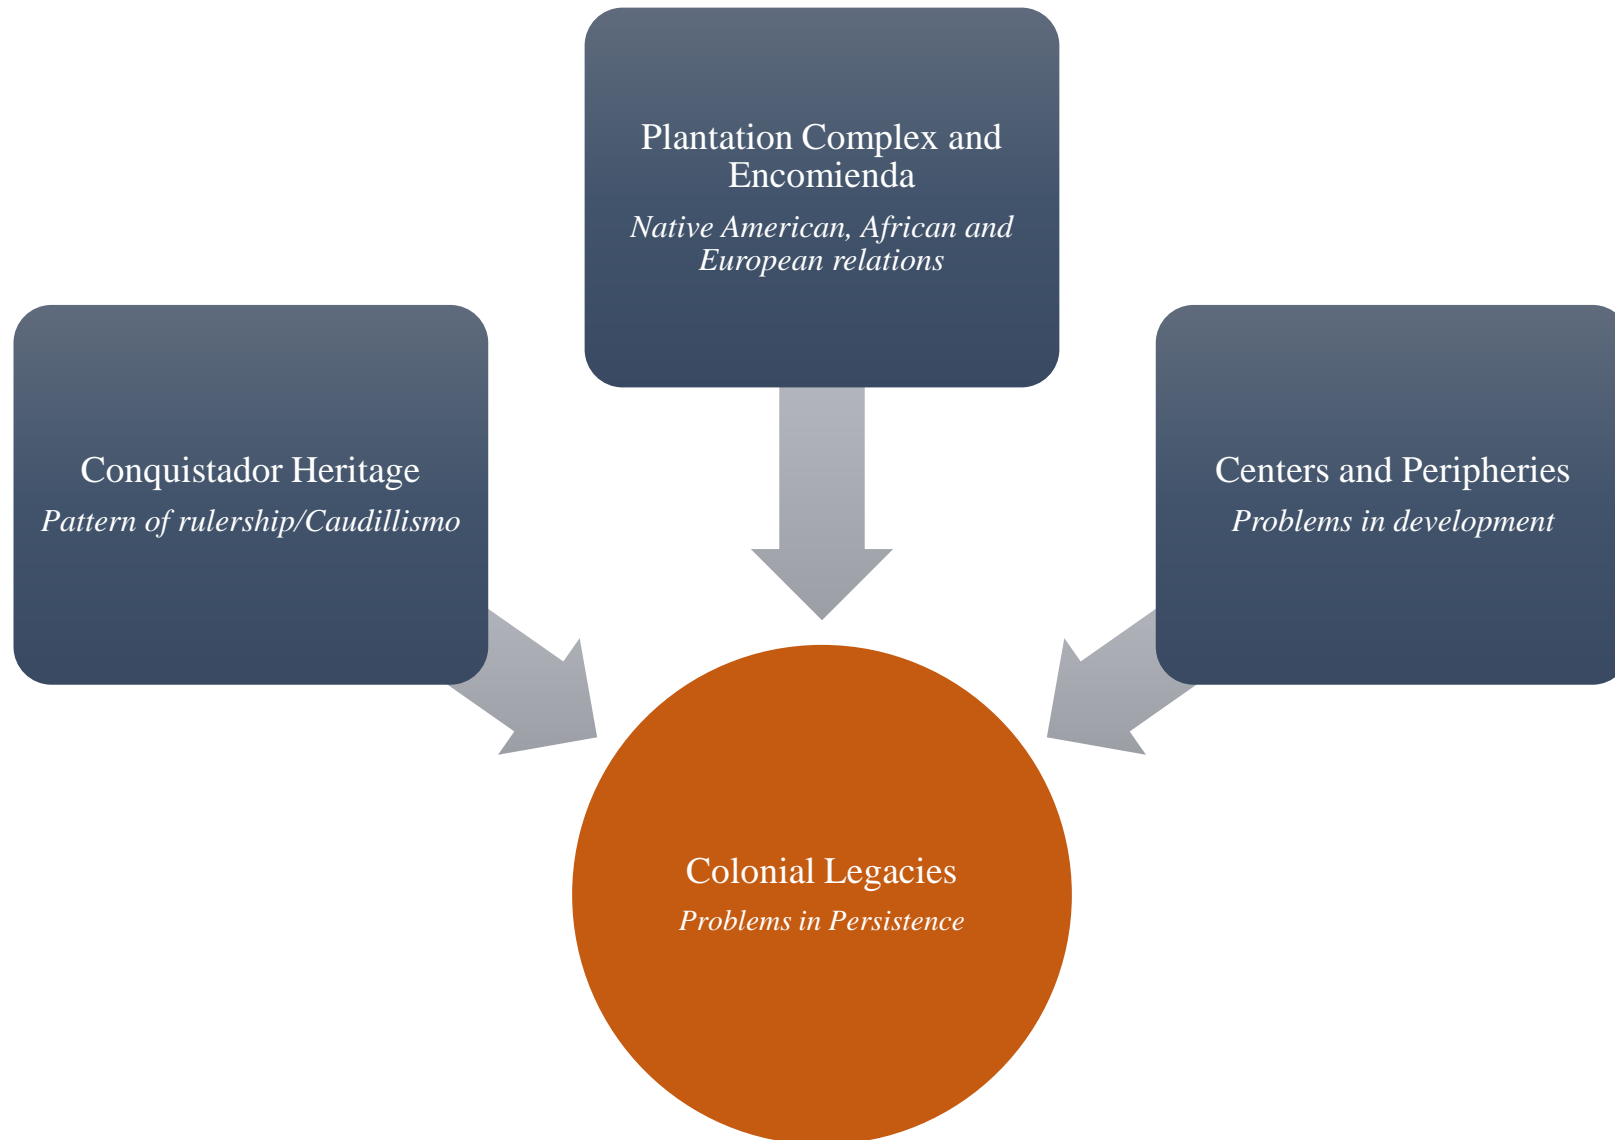 Plantation Complex and
Encomienda
Native American, African and
European relations
Conquistador Heritage
Pattern of rulership/Caudillismo
Centers and Peripheries
Problems in development
Colonial Legacies
Problems in Persistence